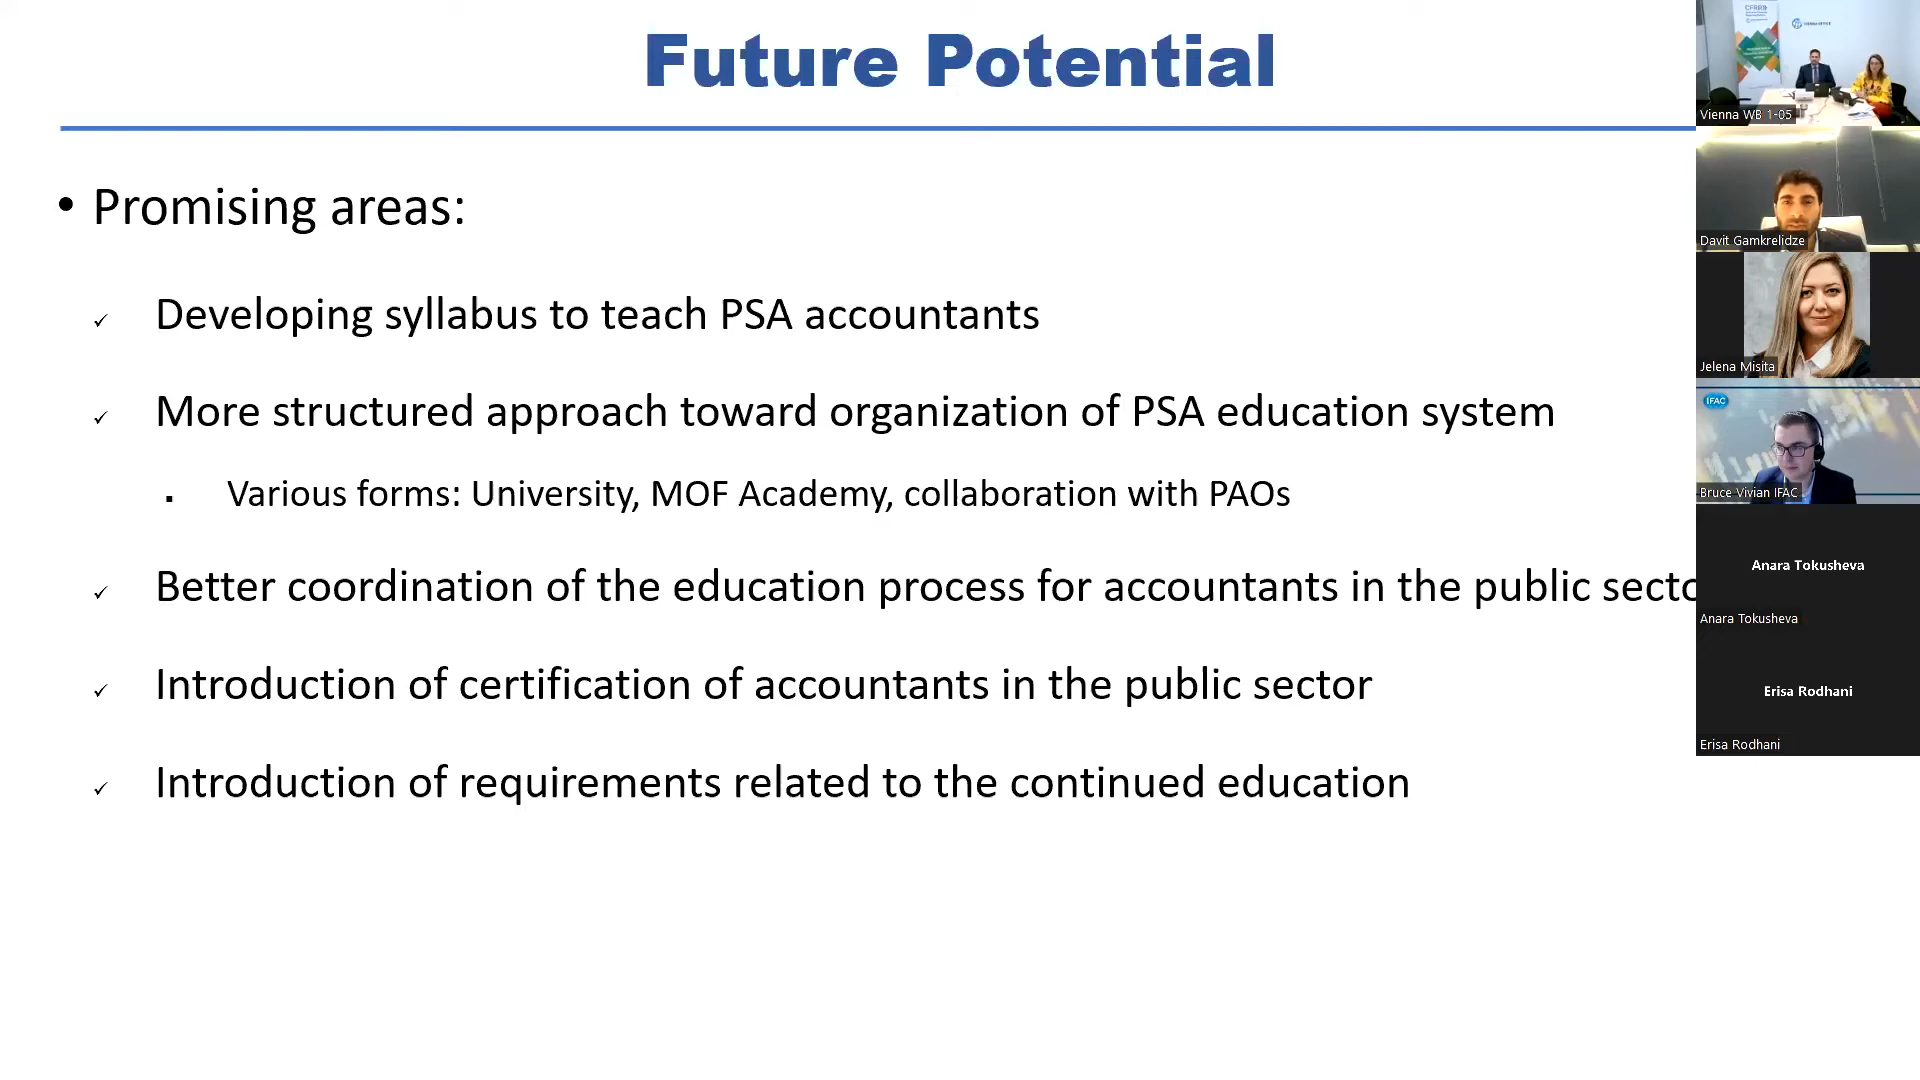 Future Potential
• Promising areas:
✓ Developing syllabus to teach PSA accountants
✓ More structured approach toward organization of PSA education system
▪ Various forms: University, MOF Academy, collaboration with PAOs
✓ Better coordination of the education process for accountants in the public secto
✓ Introduction of certification of accountants in the public sector
✓ Introduction of requirements related to the continued education
CFRR
Vienna WB 1-05
Davit Gamkrelidze
Jelena Misita
IFAC
Bruce Vivian IFAC
Anara Tokusheva
Anara Tokusheva
Erisa Rodhani
Erisa Rodhani